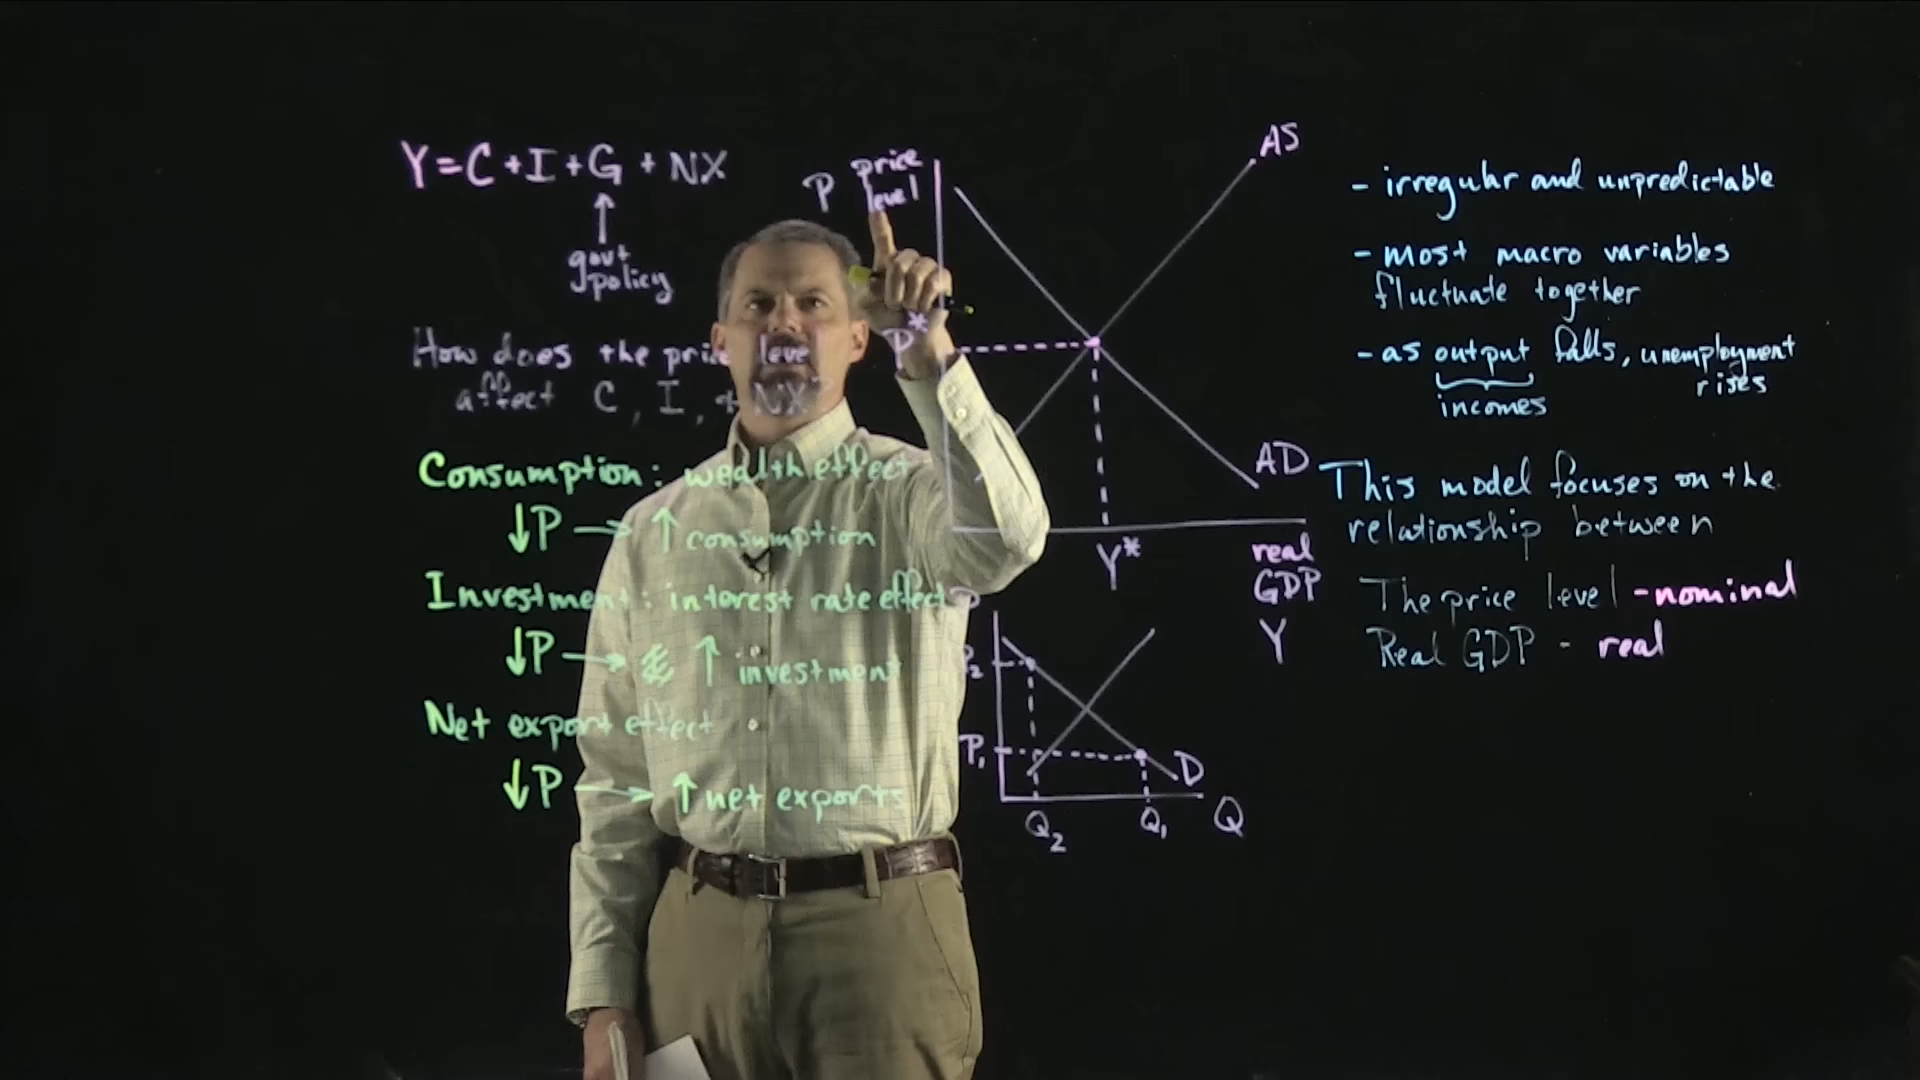 Y=C+I+G+NX
govt
policy
How does the price level
affect C, I, + NX
Consumption: wealth effect
↓P → ↑ consumption
Investment: interest rate effect
↓P → ↑ investment
Net export effect
↓P → ↑ net exports
P price
level
AS
P*
AD
Y*
real
GDP
Y
P
P2
P1
D
Q2
Q1
Q
- irregular and unpredictable
- most macro variables
fluctuate together
- as output falls, unemployment
rises
incomes
This model focuses on the
relationship between
The price level - nominal
Real GDP - real